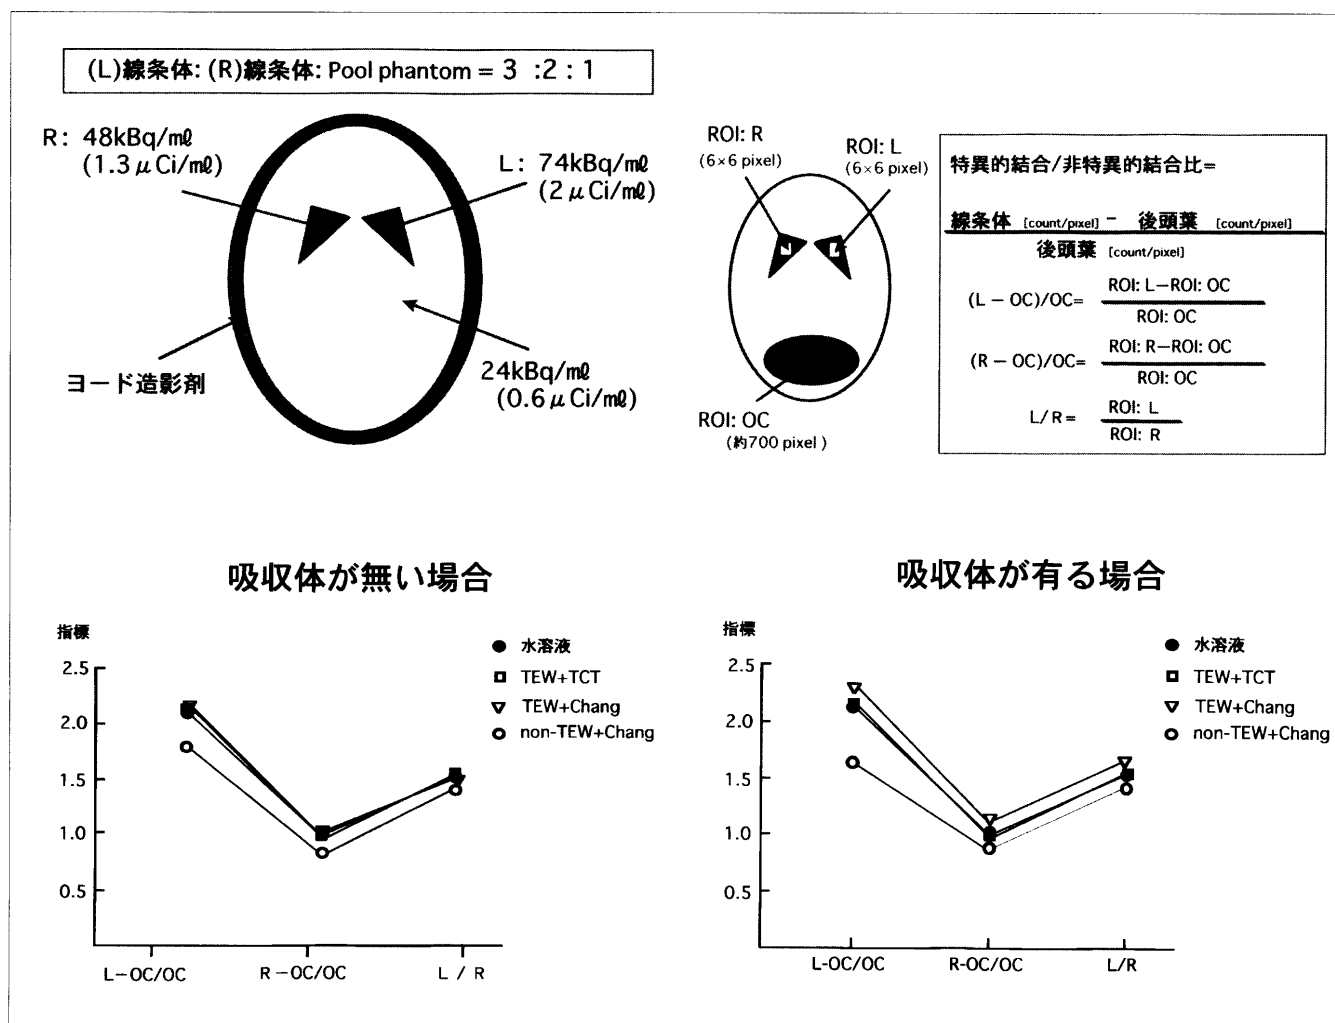 (L)線条体: (R)線条体: Pool phantom = 3 :2 : 1
R: 48kBq/mℓ
(1.3 μ Ci/mℓ)
L: 74kBq/mℓ
(2 μ Ci/mℓ)
ヨード造影剤
24kBq/mℓ
(0.6 μ Ci/mℓ)
ROI: R
(6×6 pixel)
ROI: L
(6×6 pixel)
ROI: OC
(約700 pixel )
特異的結合/非特異的結合比=
線条体 [count/pixel] − 後頭葉 [count/pixel]
後頭葉 [count/pixel]
(L − OC)/OC=
ROI: L−ROI: OC
ROI: OC
(R − OC)/OC=
ROI: R−ROI: OC
ROI: OC
L/R=
ROI: L
ROI: R
吸収体が無い場合
指標
2.5
2.0
1.5
1.0
0.5
L−OC/OC
R−OC/OC
L / R
水溶液
TEW+TCT
TEW+Chang
non-TEW+Chang
吸収体が有る場合
指標
2.5
2.0
1.5
1.0
0.5
L-OC/OC
R-OC/OC
L/R
水溶液
TEW+TCT
TEW+Chang
non-TEW+Chang